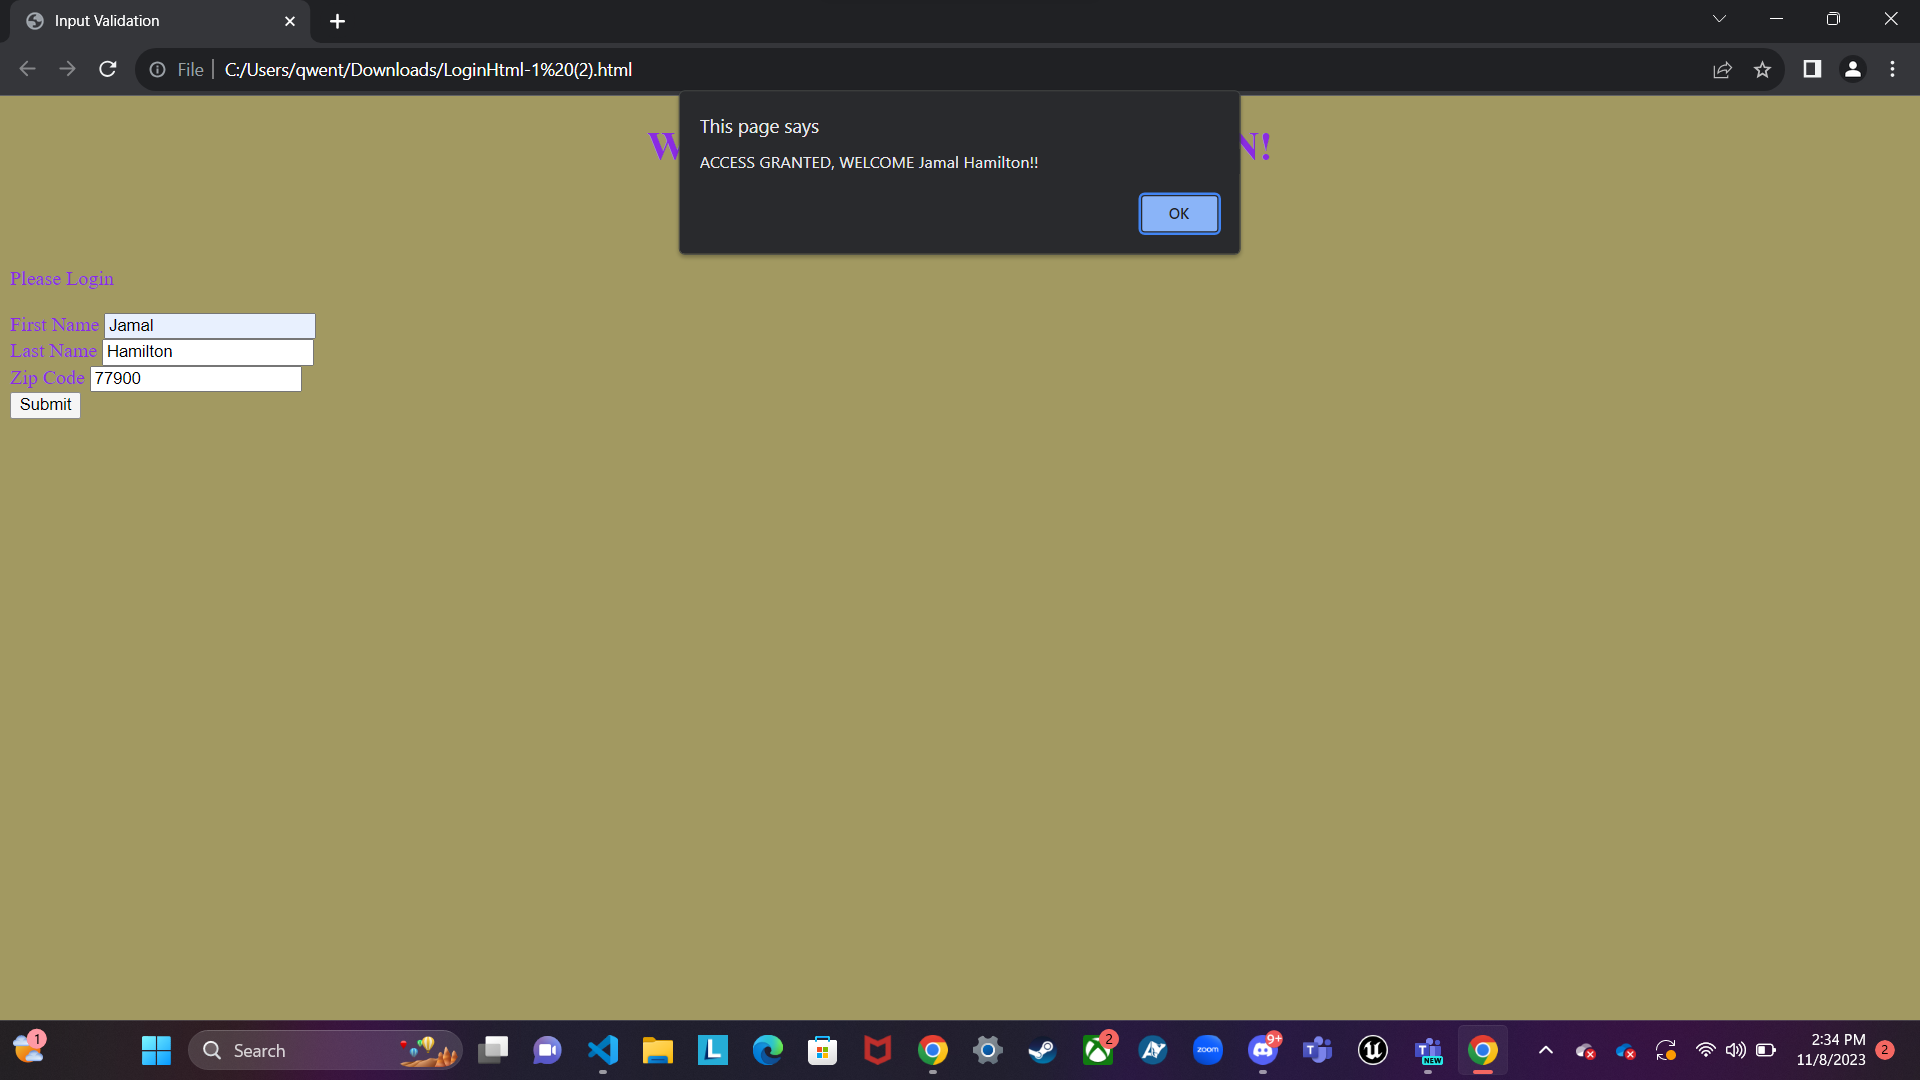 Input Validation
File
C:/Users/qwent/Downloads/LoginHtml-1%20(2).html
This page says
ACCESS GRANTED, WELCOME Jamal Hamilton!!
OK
N!
Please Login
First Name Jamal
Last Name Hamilton
Zip Code 77900
Submit
1
Search
L
2
zoom
9+
T
T
NEW
2:34 PM
11/8/2023
2